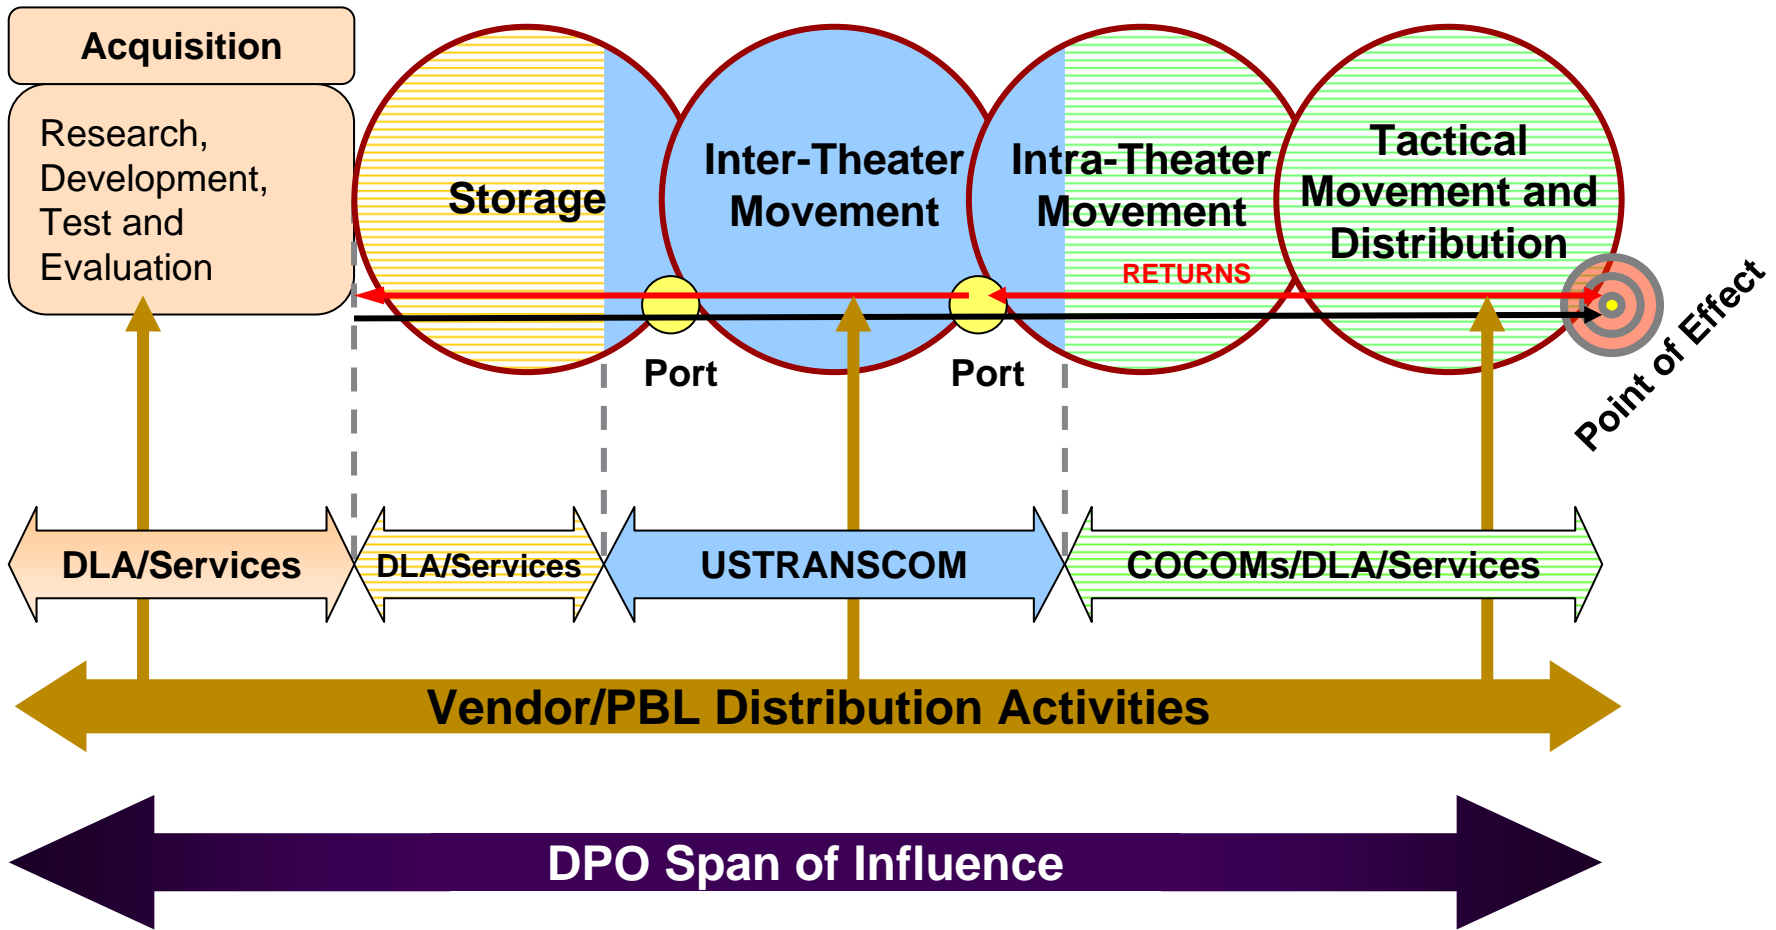 Acquisition
Research,
Development,
Test and
Evaluation
Storage
Inter-Theater
Movement
Intra-Theater
Movement
Tactical
Movement and
Distribution
RETURNS
Port
Port
Point of Effect
DLA/Services
DLA/Services
USTRANSCOM
COCOMs/DLA/Services
Vendor/PBL Distribution Activities
DPO Span of Influence